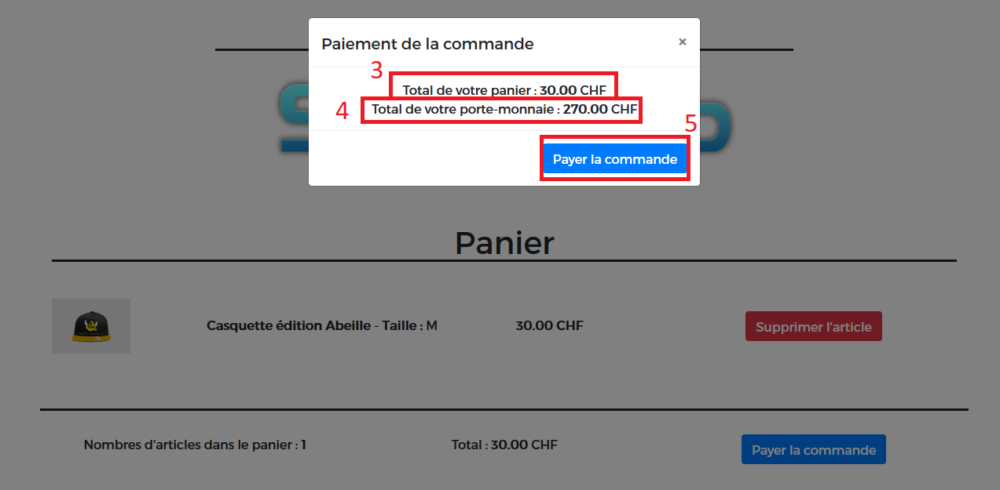 Paiement de la commande ×
3
Total de votre panier : 30.00 CHF
4
Total de votre porte-monnaie : 270.00 CHF
5
Payer la commande
Panier
Casquette édition Abeille - Taille : M 30.00 CHF Supprimer l'article
Nombres d'articles dans le panier : 1 Total : 30.00 CHF Payer la commande